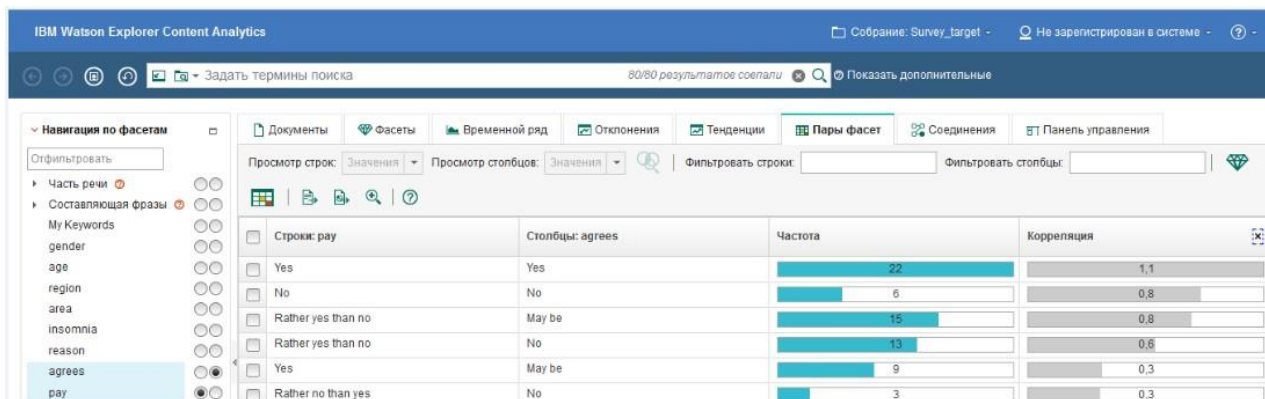 IBM Watson Explorer Content Analytics
Собрание: Survey_target
Не зарегистрирован в системе
Задать термины поиска
80/80 результатов совпали
Показать дополнительные
Навигация по фасетам
Документы
Фасеты
Временной ряд
Отклонения
Тенденции
Пары фасет
Соединения
Панель управления
Отфильтровать
Просмотр строк: Значения
Просмотр столбцов: Значения
Фильтровать строки:
Фильтровать столбцы:
Часть речи
Составляющая фразы
My Keywords
gender
age
region
area
insomnia
reason
agrees
pay
Строки: pay Столбцы: agrees Частота Корреляция
Yes Yes 22 1,1
No No 6 0,8
Rather yes than no May be 15 0,8
Rather yes than no No 13 0,6
Yes May be 9 0,3
Rather no than yes No 3 0,3